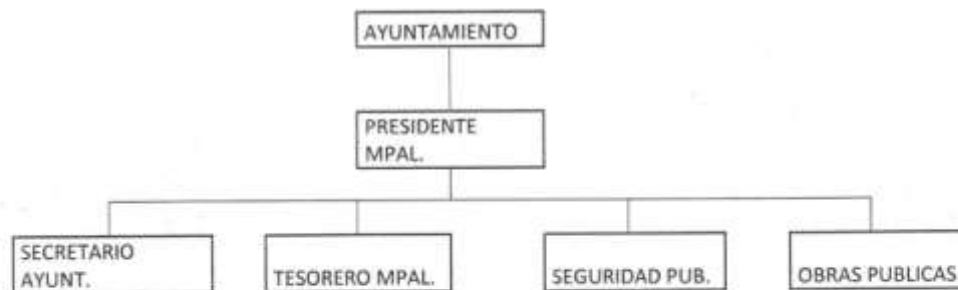 AYUNTAMIENTO
PRESIDENTE
MPAL.
SECRETARIO
AYUNT.
TESORERO MPAL.
SEGURIDAD PUB.
OBRAS PUBLICAS